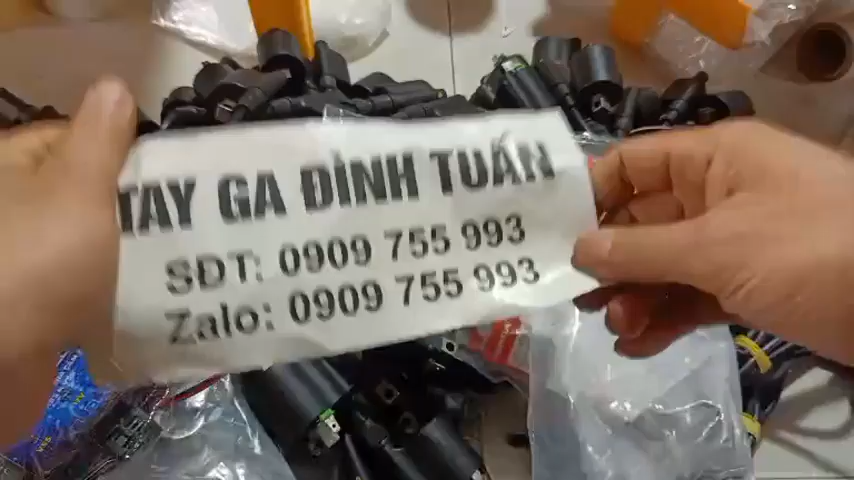 TAY GA ĐÌNH TUẤN
SĐT: 0909 755 993
Zalo: 0909 755 993